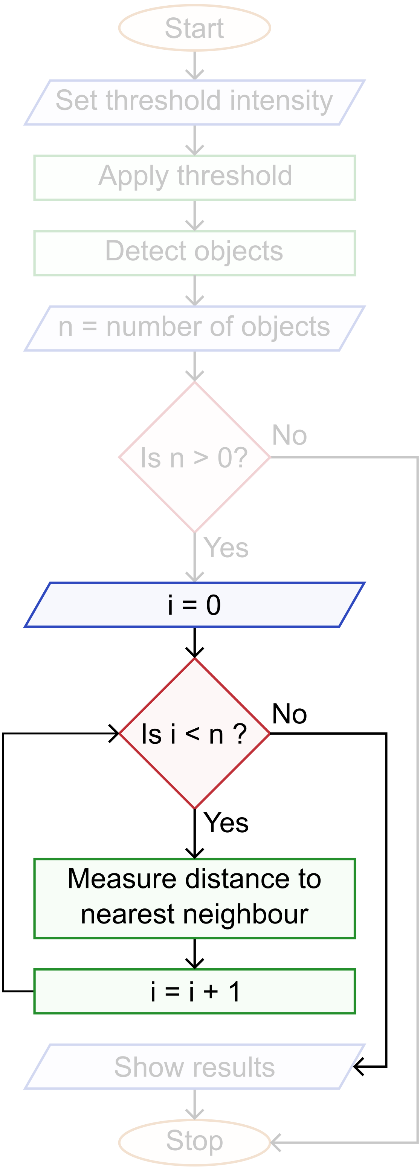 Start
Set threshold intensity
Apply threshold
Detect objects
n = number of objects
Is n > 0?
No
Yes
i = 0
Is i < n ?
No
Yes
Measure distance to
nearest neighbour
i = i + 1
Show results
Stop